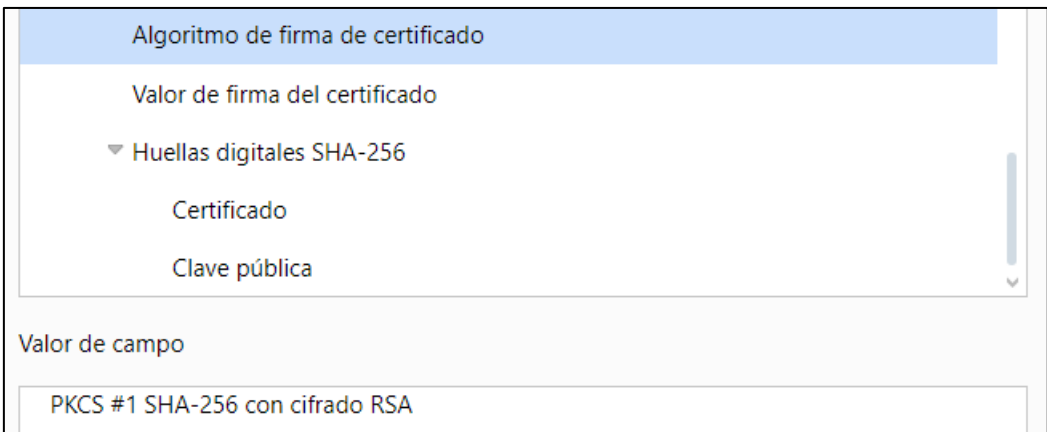 Algoritmo de firma de certificado
Valor de firma del certificado
Huellas digitales SHA-256
Certificado
Clave pública
Valor de campo
PKCS #1 SHA-256 con cifrado RSA